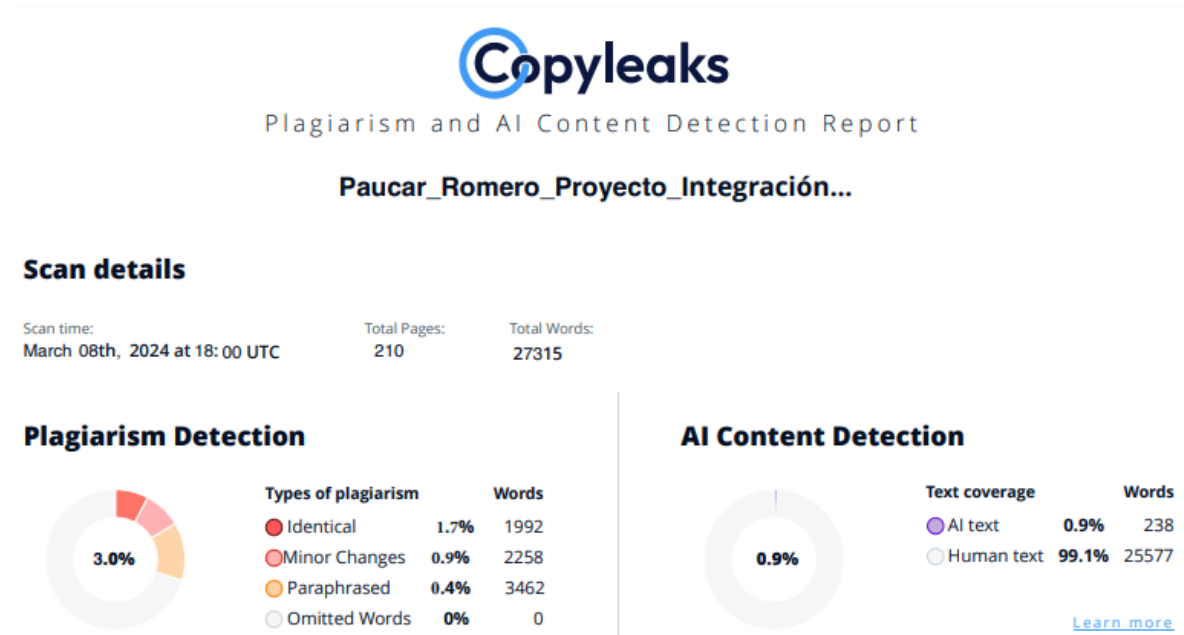 Copyleaks
Plagiarism and AI Content Detection Report
Paucar_Romero_Proyecto_Integración...
Scan details
Scan time:
March 08th, 2024 at 18: 00 UTC
Total Pages:
210
Total Words:
27315
Plagiarism Detection
3.0%
Types of plagiarism Words
Identical 1.7% 1992
Minor Changes 0.9% 2258
Paraphrased 0.4% 3462
Omitted Words 0% 0
AI Content Detection
0.9%
Text coverage Words
AI text 0.9% 238
Human text 99.1% 25577
Learn more